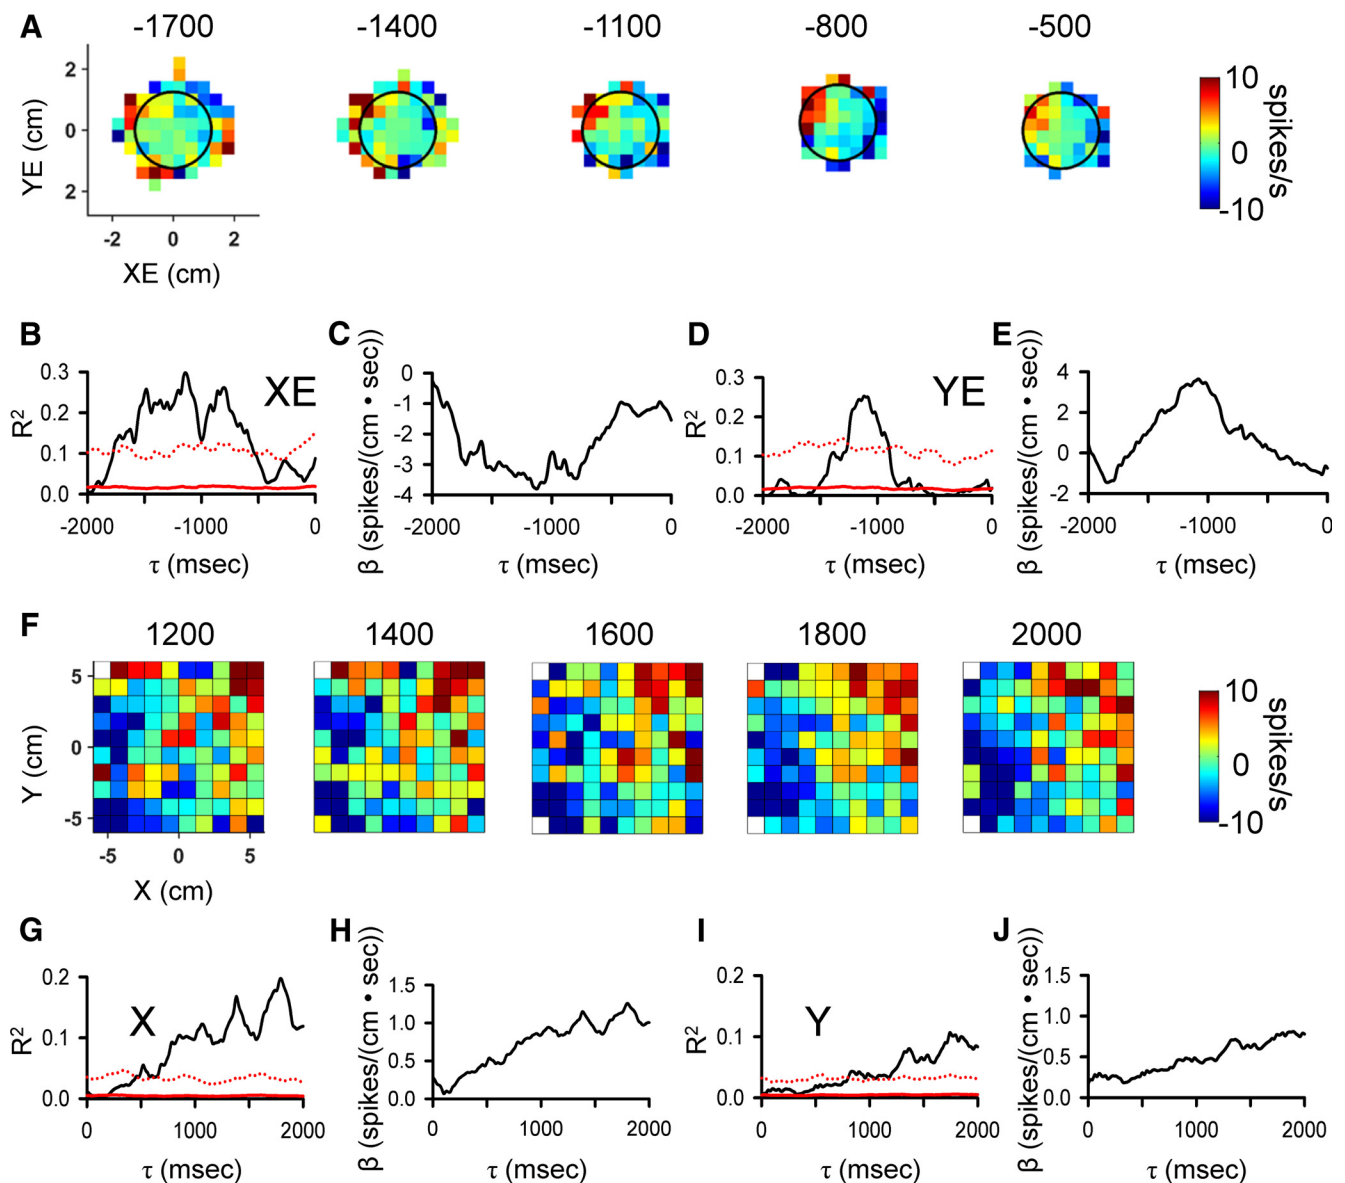 A
-1700
-1400
-1100
-800
-500
YE (cm)
2
0
2
-2
0
2
XE (cm)
10
0
-10
spikes/s
B
R²
0.3
0.2
0.1
0.0
XE
-2000
-1000
0
τ (msec)
C
β (spikes/(cm • sec))
0
-1
-2
-3
-4
-2000
-1000
0
τ (msec)
D
R²
0.3
0.2
0.1
0.0
YE
-2000
-1000
0
τ (msec)
E
β (spikes/(cm • sec))
4
2
0
-2
-2000
-1000
0
τ (msec)
F
1200
1400
1600
1800
2000
Y (cm)
5
0
-5
-5
0
5
X (cm)
10
0
-10
spikes/s
G
R²
0.2
0.1
0.0
X
0
1000
2000
τ (msec)
H
β (spikes/(cm • sec))
1.5
1.0
0.5
0.0
0
1000
2000
τ (msec)
I
R²
0.2
0.1
0.0
Y
0
1000
2000
τ (msec)
J
β (spikes/(cm • sec))
1.5
1.0
0.5
0.0
0
1000
2000
τ (msec)